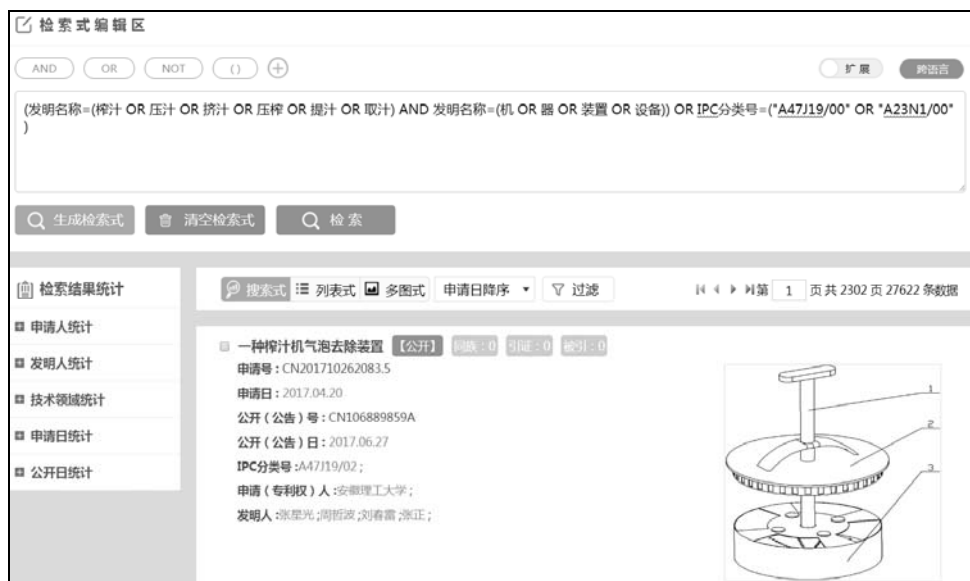 检索式编辑区
AND OR NOT () 扩展 跨语言
(发明名称=(榨汁 OR 压汁 OR 挤汁 OR 压榨 OR 提汁 OR 取汁) AND 发明名称=(机 OR 器 OR 装置 OR 设备)) OR IPC分类号=("A47J19/00" OR "A23N1/00"
)
生成检索式 清空检索式 检索
检索结果统计
申请人统计
发明人统计
技术领域统计
申请日统计
公开日统计
搜索式 列表式 多图式 申请日降序 过滤 第 1 页 共 2302 页 27622 条数据
一种榨汁机气泡去除装置 【公开】 同族:0 引证:0 被引:0
申请号:CN201710262083.5
申请日:2017.04.20
公开(公告)号:CN106889859A
公开(公告)日:2017.06.27
IPC分类号:A47J19/02;
申请(专利权)人:安徽理工大学;
发明人:张星光;周哲波;刘春雷;张正;
1
2
3